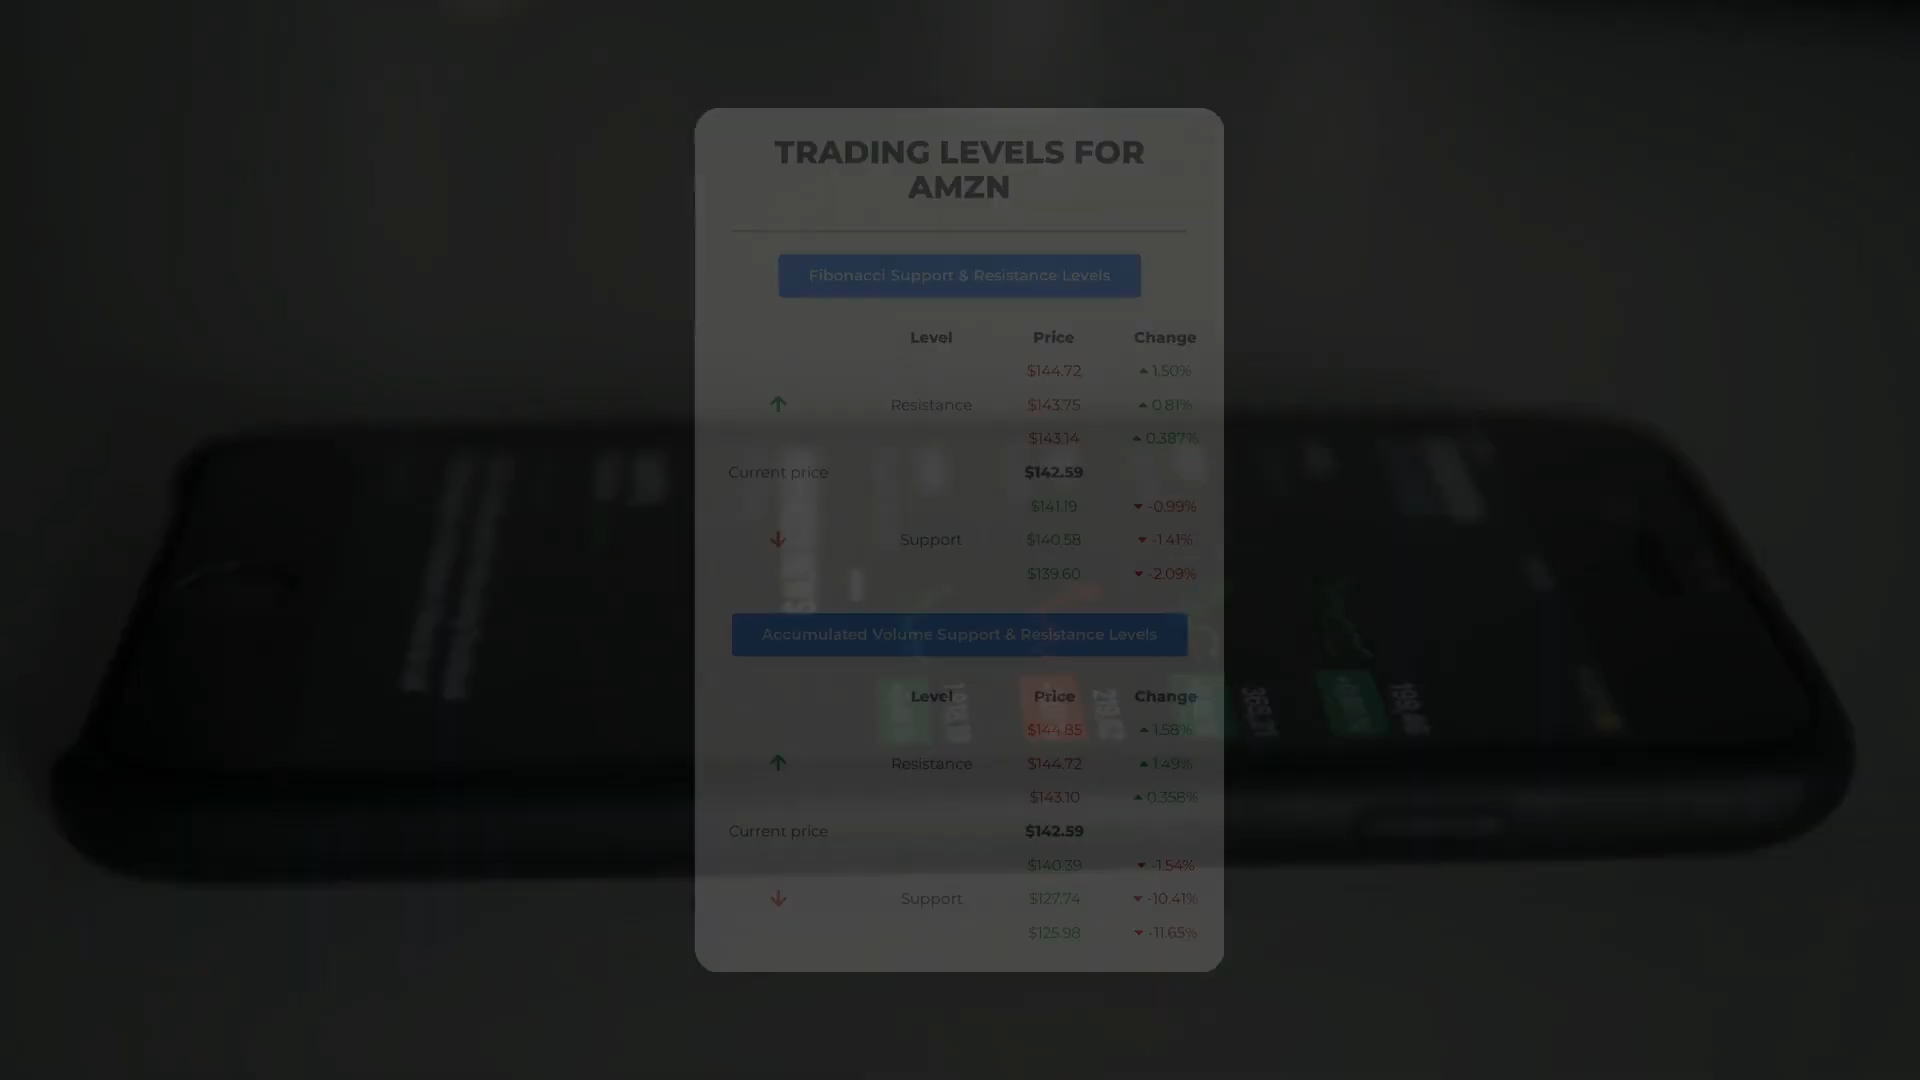 TRADING LEVELS FOR
AMZN
Fibonacci Support & Resistance Levels
Level Price Change
$144.72 ▲ 1.50%
↑ Resistance $143.75 ▲ 0.81%
$143.14 ▲ 0.387%
Current price $142.59
$141.19 ▼ -0.99%
↓ Support $140.58 ▼ -1.41%
$139.60 ▼ -2.09%
Accumulated Volume Support & Resistance Levels
Level Price Change
$144.85 ▲ 1.58%
↑ Resistance $144.72 ▲ 1.49%
$143.10 ▲ 0.358%
Current price $142.59
$140.39 ▼ -1.54%
↓ Support $127.74 ▼ -10.41%
$125.98 ▼ -11.65%